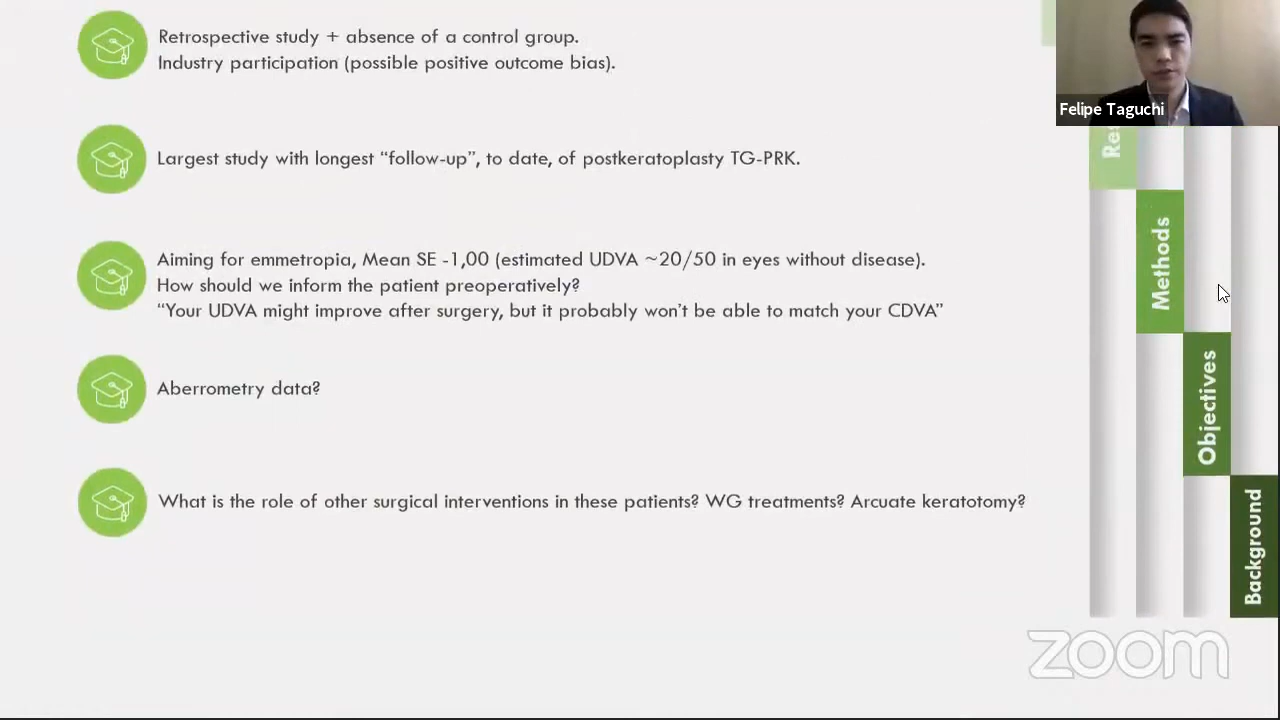 Retrospective study + absence of a control group.
Industry participation (possible positive outcome bias).
Felipe Taguchi
Largest study with longest “follow-up”, to date, of postkeratoplasty TG-PRK.
Aiming for emmetropia, Mean SE -1,00 (estimated UDVA ~20/50 in eyes without disease).
How should we inform the patient preoperatively?
“Your UDVA might improve after surgery, but it probably won’t be able to match your CDVA”
Aberrometry data?
What is the role of other surgical interventions in these patients? WG treatments? Arcuate keratotomy?
Methods
Objectives
Background
zoom